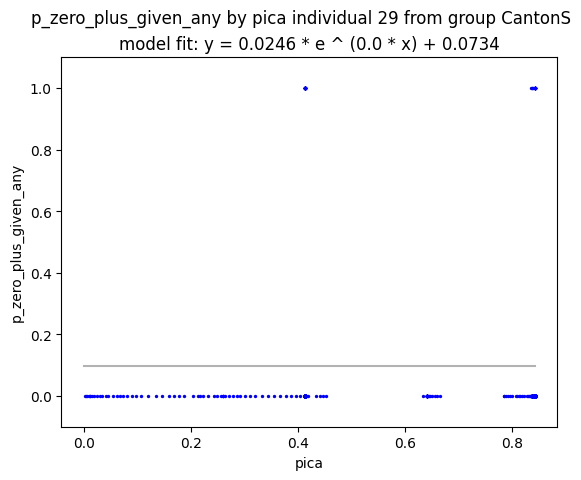 p_zero_plus_given_any by pica individual 29 from group CantonS
model fit: y = 0.0246 * e ^ (0.0 * x) + 0.0734
1.0
0.8
0.6
0.4
0.2
0.0
p_zero_plus_given_any
0.0 0.2 0.4 0.6 0.8
pica